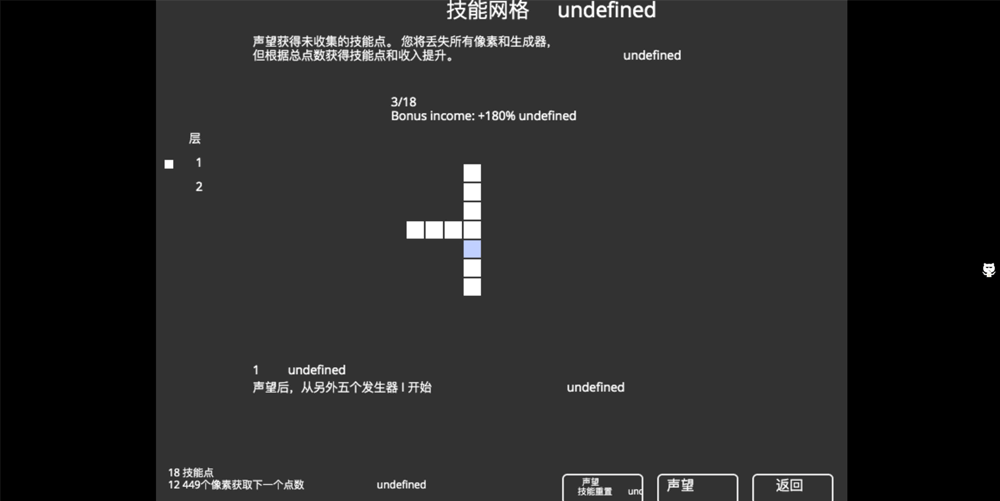 技能网格 undefined
声望获得未收集的技能点。 您将丢失所有像素和生成器，
但根据总点数获得技能点和收入提升。 undefined
3/18
Bonus income: +180% undefined
层
1
2
1 undefined
声望后，从另外五个发生器 I 开始 undefined
18 技能点
12 449个像素获取下一个点数 undefined
声望
技能重置 und
声望
返回